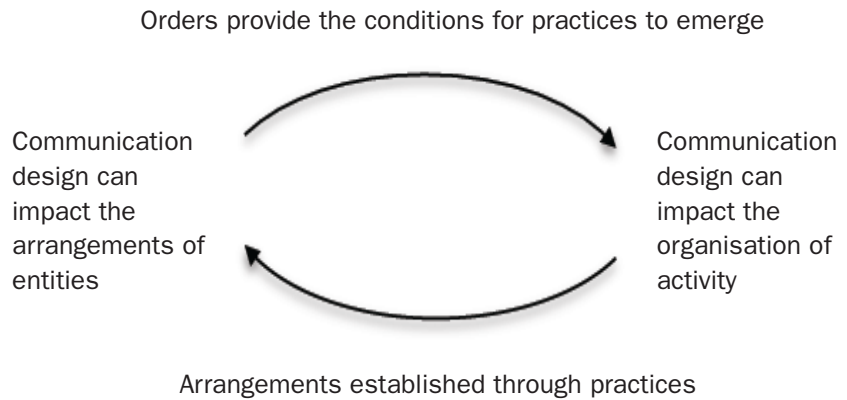 Orders provide the conditions for practices to emerge
Communication
design can
impact the
arrangements of
entities
Communication
design can
impact the
organisation of
activity
Arrangements established through practices